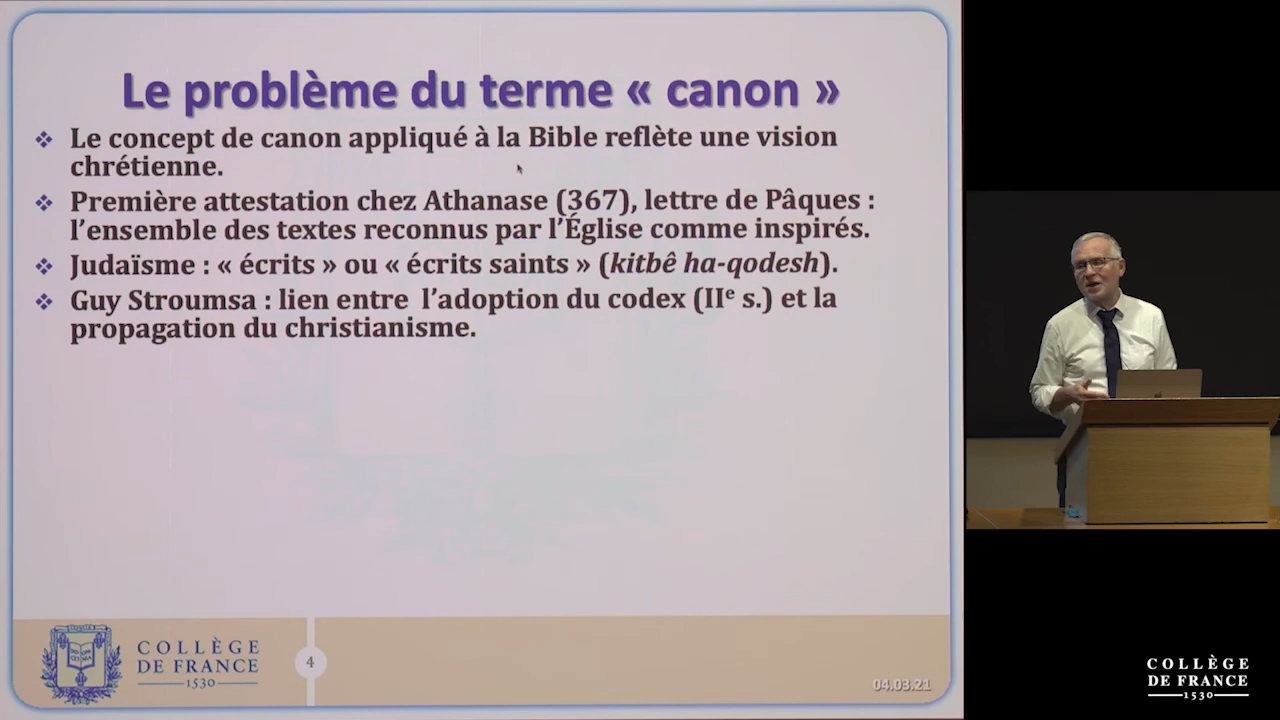 Le problème du terme « canon »
❖ Le concept de canon appliqué à la Bible reflète une vision
chrétienne.
❖ Première attestation chez Athanase (367), lettre de Pâques :
l’ensemble des textes reconnus par l’Église comme inspirés.
❖ Judaïsme : « écrits » ou « écrits saints » (kitbê ha-qodesh).
❖ Guy Stroumsa : lien entre l’adoption du codex (IIe s.) et la
propagation du christianisme.
COLLÈGE
DE FRANCE
1530
4
04.03.21
COLLÈGE
DE FRANCE
1530